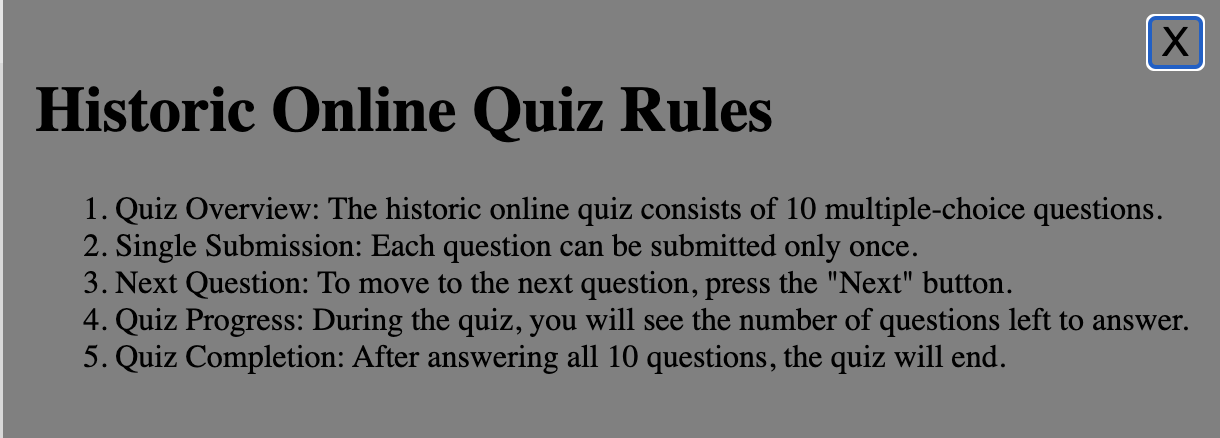 X
Historic Online Quiz Rules
1. Quiz Overview: The historic online quiz consists of 10 multiple-choice questions.
2. Single Submission: Each question can be submitted only once.
3. Next Question: To move to the next question, press the "Next" button.
4. Quiz Progress: During the quiz, you will see the number of questions left to answer.
5. Quiz Completion: After answering all 10 questions, the quiz will end.